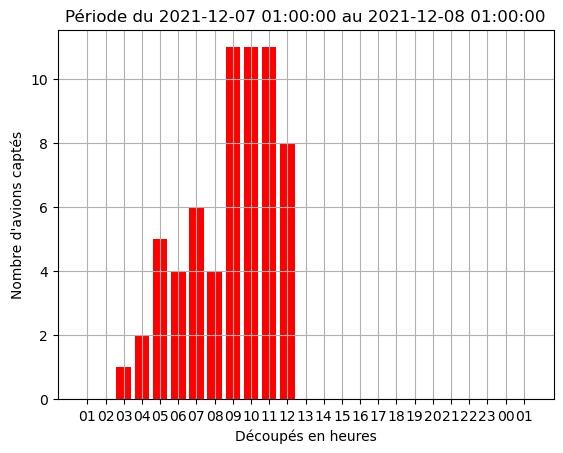 Période du 2021-12-07 01:00:00 au 2021-12-08 01:00:00
Nombre d'avions captés
10
8
6
4
2
0
01 02 03 04 05 06 07 08 09 10 11 12 13 14 15 16 17 18 19 20 21 22 23 00 01
Découpés en heures